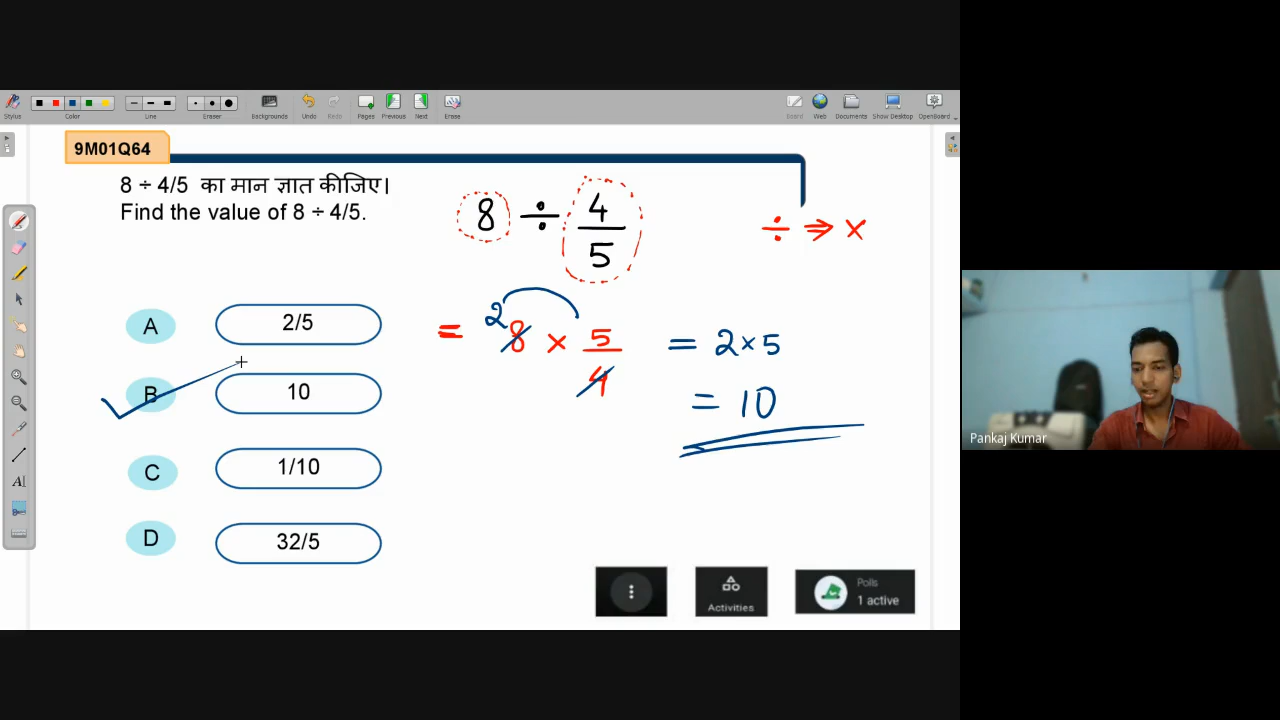 Stylus Color Line Eraser Backgrounds Undo Redo Pages Previous Next Erase Board Web Documents Show Desktop OpenBoard
9M01Q64
8 ÷ 4/5 का मान ज्ञात कीजिए।
Find the value of 8 ÷ 4/5.
8 ÷ 4/5
÷ ⇒ ×
A 2/5
B 10
C 1/10
D 32/5
= 2 8 × 5/4 = 2 × 5
= 10
Pankaj Kumar
Activities
Polls
1 active